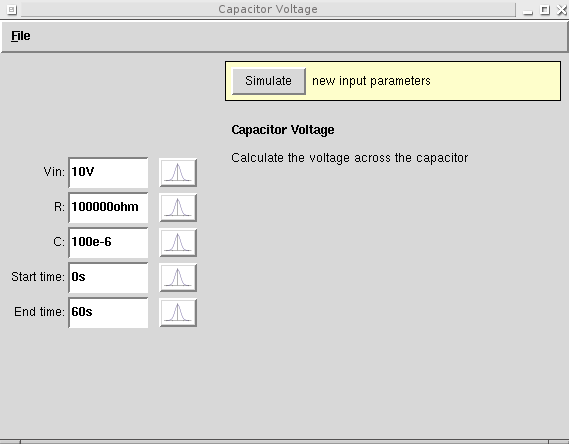 Capacitor Voltage
File
Simulate new input parameters
Capacitor Voltage
Calculate the voltage across the capacitor
Vin: 10V
R: 100000ohm
C: 100e-6
Start time: 0s
End time: 60s